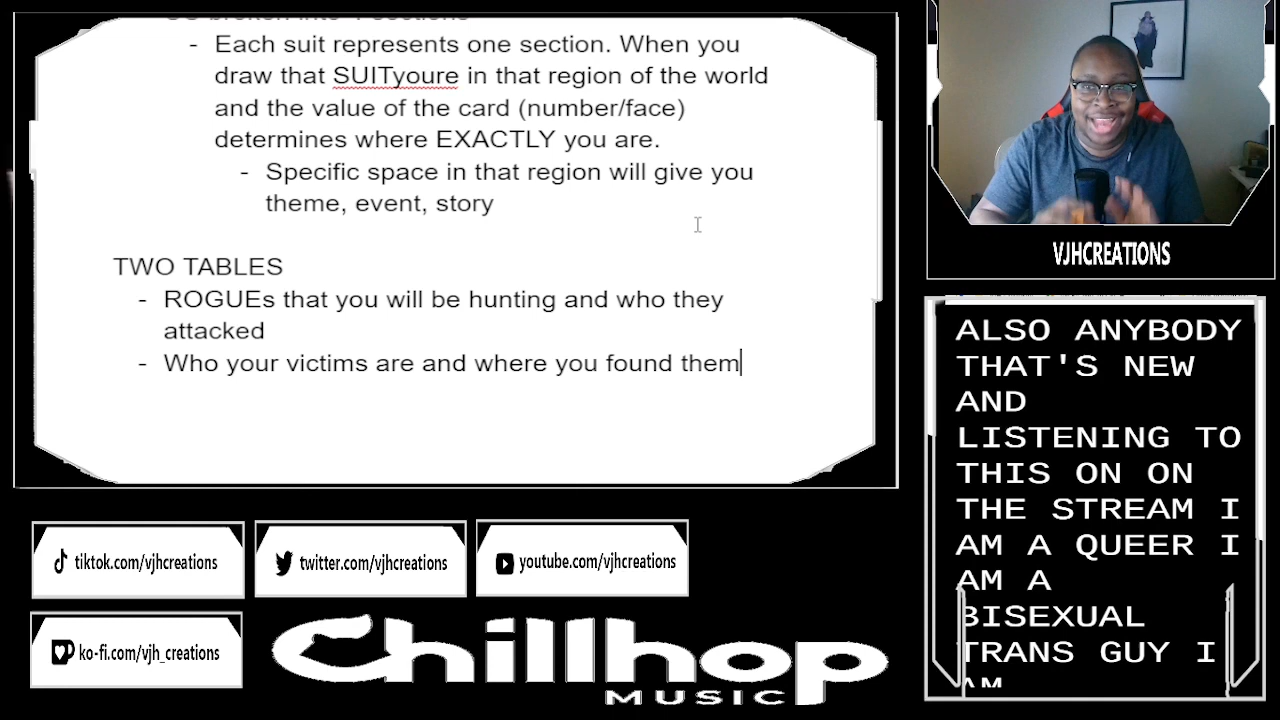 - Each suit represents one section. When you
draw that SUITyoure in that region of the world
and the value of the card (number/face)
determines where EXACTLY you are.
- Specific space in that region will give you
theme, event, story
TWO TABLES
- ROGUEs that you will be hunting and who they
attacked
- Who your victims are and where you found them
VJHCREATIONS
ALSO ANYBODY
THAT'S NEW
AND
LISTENING TO
THIS ON ON
THE STREAM I
AM A QUEER I
AM A
BISEXUAL
TRANS GUY I
AM
tiktok.com/vjhcreations
twitter.com/vjhcreations
youtube.com/vjhcreations
ko-fi.com/vjh_creations
Chillhop
MUSIC